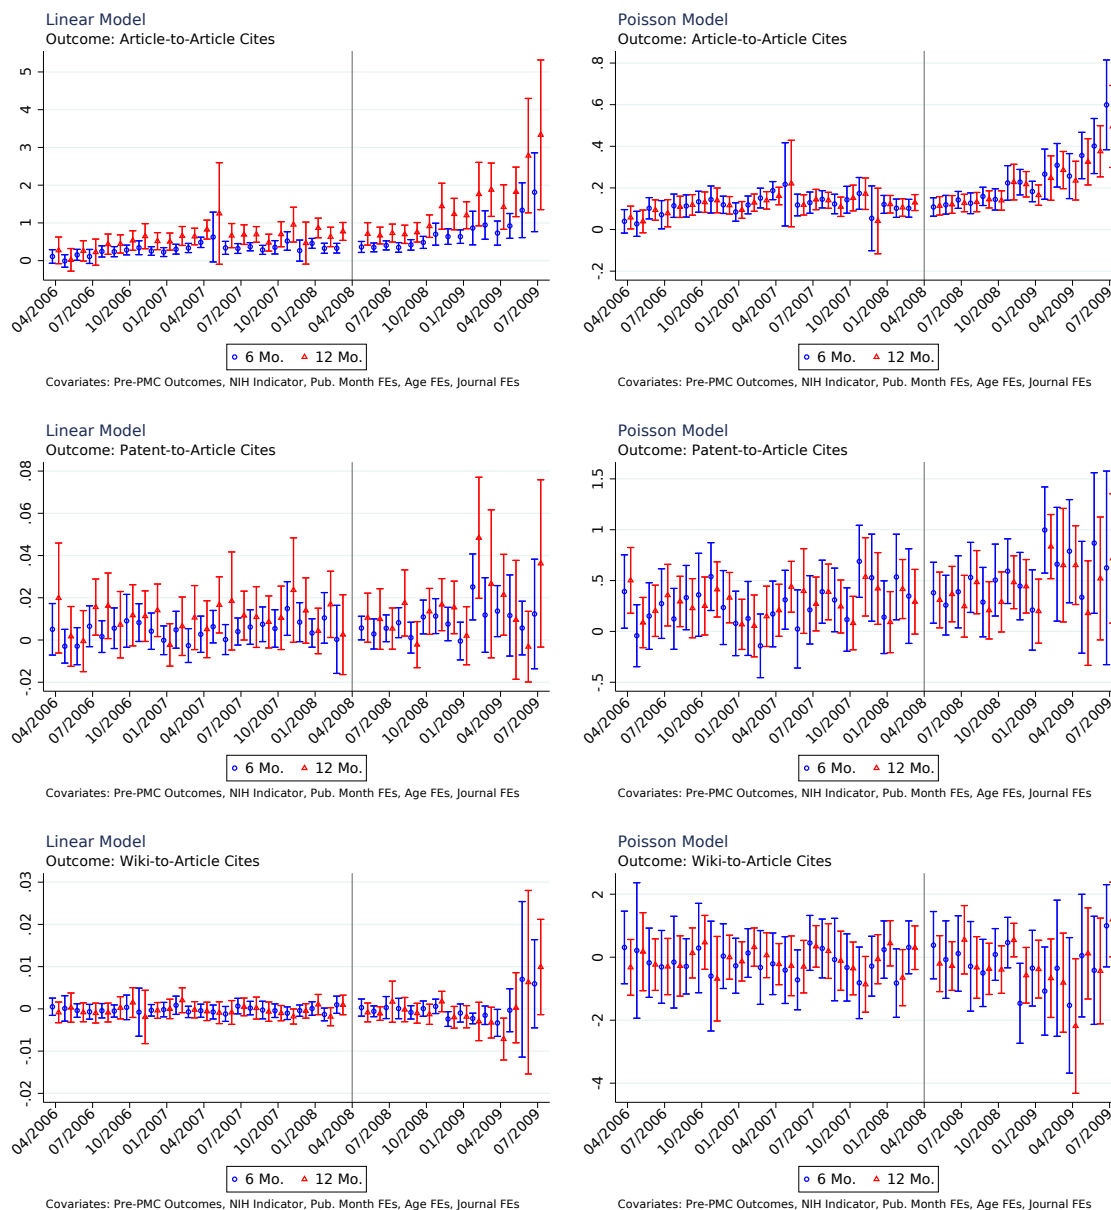 Linear Model
Outcome: Article-to-Article Cites
5
4
3
2
1
0
04/2006 07/2006 10/2006 01/2007 04/2007 07/2007 10/2007 01/2008 04/2008 07/2008 10/2008 01/2009 04/2009 07/2009
6 Mo. 12 Mo.
Covariates: Pre-PMC Outcomes, NIH Indicator, Pub. Month FEs, Age FEs, Journal FEs
Poisson Model
Outcome: Article-to-Article Cites
.8
.6
.4
.2
0
-.2
04/2006 07/2006 10/2006 01/2007 04/2007 07/2007 10/2007 01/2008 04/2008 07/2008 10/2008 01/2009 04/2009 07/2009
6 Mo. 12 Mo.
Covariates: Pre-PMC Outcomes, NIH Indicator, Pub. Month FEs, Age FEs, Journal FEs
Linear Model
Outcome: Patent-to-Article Cites
.08
.06
.04
.02
0
-.02
04/2006 07/2006 10/2006 01/2007 04/2007 07/2007 10/2007 01/2008 04/2008 07/2008 10/2008 01/2009 04/2009 07/2009
6 Mo. 12 Mo.
Covariates: Pre-PMC Outcomes, NIH Indicator, Pub. Month FEs, Age FEs, Journal FEs
Poisson Model
Outcome: Patent-to-Article Cites
1.5
1
.5
0
-.5
04/2006 07/2006 10/2006 01/2007 04/2007 07/2007 10/2007 01/2008 04/2008 07/2008 10/2008 01/2009 04/2009 07/2009
6 Mo. 12 Mo.
Covariates: Pre-PMC Outcomes, NIH Indicator, Pub. Month FEs, Age FEs, Journal FEs
Linear Model
Outcome: Wiki-to-Article Cites
.03
.02
.01
0
-.01
-.02
04/2006 07/2006 10/2006 01/2007 04/2007 07/2007 10/2007 01/2008 04/2008 07/2008 10/2008 01/2009 04/2009 07/2009
6 Mo. 12 Mo.
Covariates: Pre-PMC Outcomes, NIH Indicator, Pub. Month FEs, Age FEs, Journal FEs
Poisson Model
Outcome: Wiki-to-Article Cites
2
0
-2
-4
04/2006 07/2006 10/2006 01/2007 04/2007 07/2007 10/2007 01/2008 04/2008 07/2008 10/2008 01/2009 04/2009 07/2009
6 Mo. 12 Mo.
Covariates: Pre-PMC Outcomes, NIH Indicator, Pub. Month FEs, Age FEs, Journal FEs